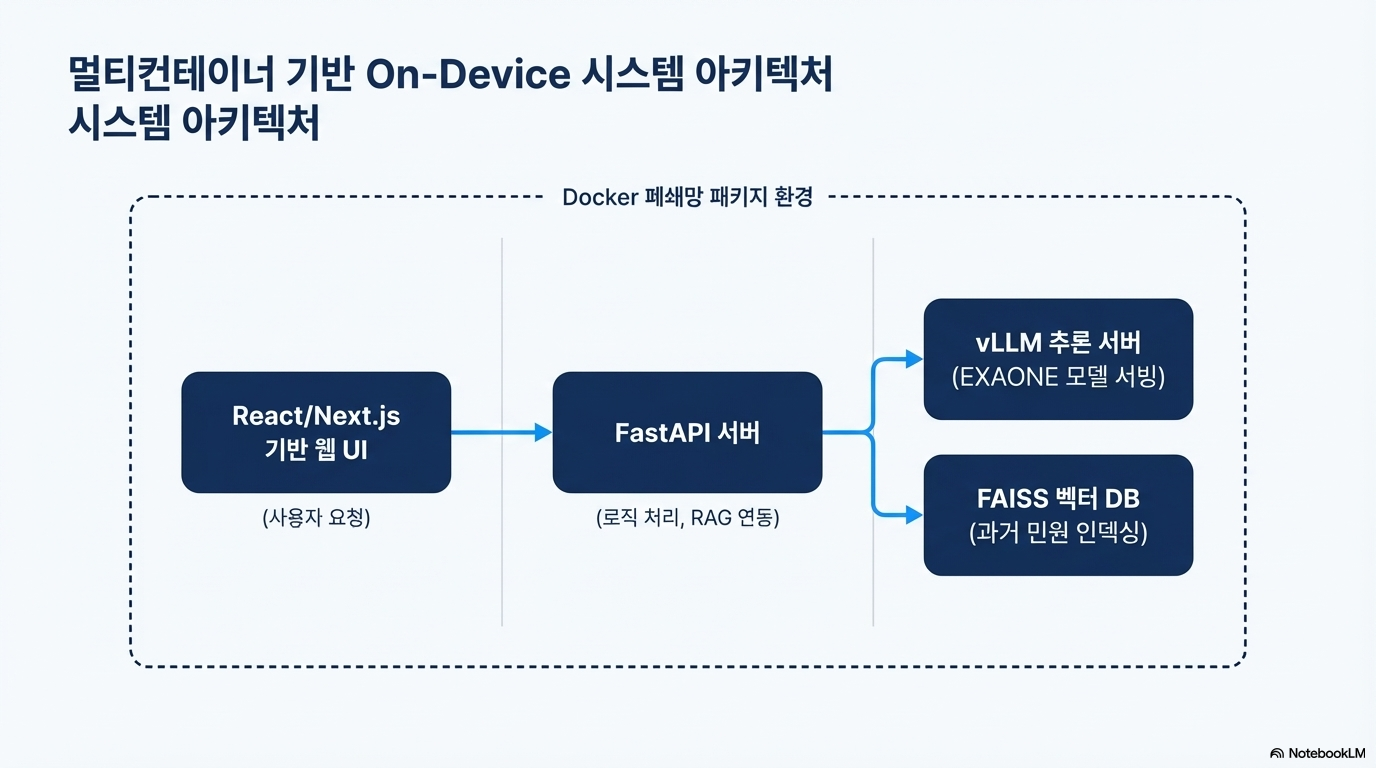 멀티컨테이너 기반 On-Device 시스템 아키텍처
시스템 아키텍처
Docker 폐쇄망 패키지 환경
React/Next.js
기반 웹 UI
(사용자 요청)
FastAPI 서버
(로직 처리, RAG 연동)
vLLM 추론 서버
(EXAONE 모델 서빙)
FAISS 벡터 DB
(과거 민원 인덱싱)
NotebookLM